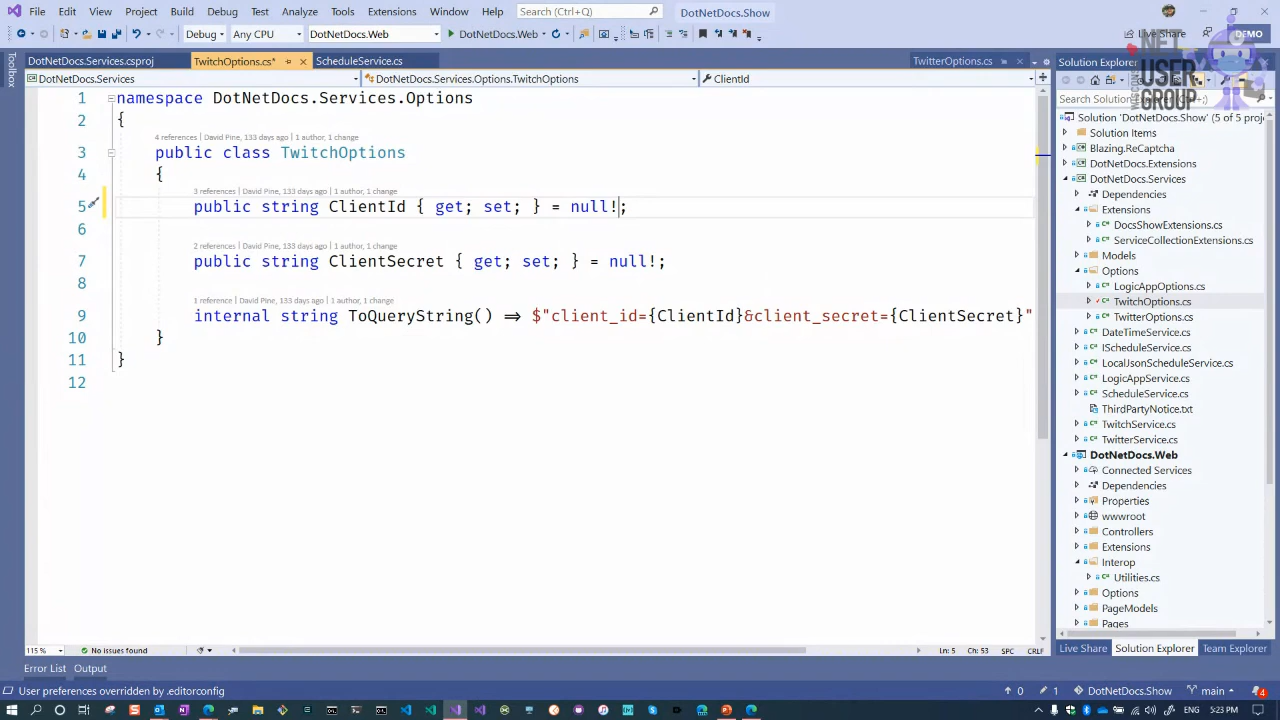 File Edit View Git Project Build Debug Test Analyze Tools Extensions Window Help Search (Ctrl+Q) DotNetDocs.Show
Debug Any CPU DotNetDocs.Web DotNetDocs.Web Live Share DEMO
NET USER GROUP
Toolbox
DotNetDocs.Services.csproj TwitchOptions.cs* ScheduleService.cs TwitterOptions.cs
DotNetDocs.Services DotNetDocs.Services.Options.TwitchOptions ClientId
1 namespace DotNetDocs.Services.Options
2 {
4 references | David Pine, 133 days ago | 1 author, 1 change
3 public class TwitchOptions
4 {
3 references | David Pine, 133 days ago | 1 author, 1 change
5 public string ClientId { get; set; } = null!;
6
2 references | David Pine, 133 days ago | 1 author, 1 change
7 public string ClientSecret { get; set; } = null!;
8
1 reference | David Pine, 133 days ago | 1 author, 1 change
9 internal string ToQueryString() => $"client_id={ClientId}&client_secret={ClientSecret}"
10 }
11 }
12
115 % No issues found Ln: 5 Ch: 53 SPC CRLF
Error List Output
User preferences overridden by .editorconfig
Solution Explorer
Search Solution
Solution 'DotNetDocs.Show' (5 of 5 proj
Solution Items
Blazing.ReCaptcha
DotNetDocs.Extensions
DotNetDocs.Services
Dependencies
Extensions
DocsShowExtensions.cs
ServiceCollectionExtensions.cs
Models
Options
LogicAppOptions.cs
TwitchOptions.cs
TwitterOptions.cs
DateTimeService.cs
IScheduleService.cs
LocalJsonScheduleService.cs
LogicAppService.cs
ScheduleService.cs
ThirdPartyNotice.txt
TwitchService.cs
TwitterService.cs
DotNetDocs.Web
Connected Services
Dependencies
Properties
wwwroot
Controllers
Extensions
Interop
Utilities.cs
Options
PageModels
Pages
Live Share Solution Explorer Team Explorer
0 1 DotNetDocs.Show main 4
5:23 PM